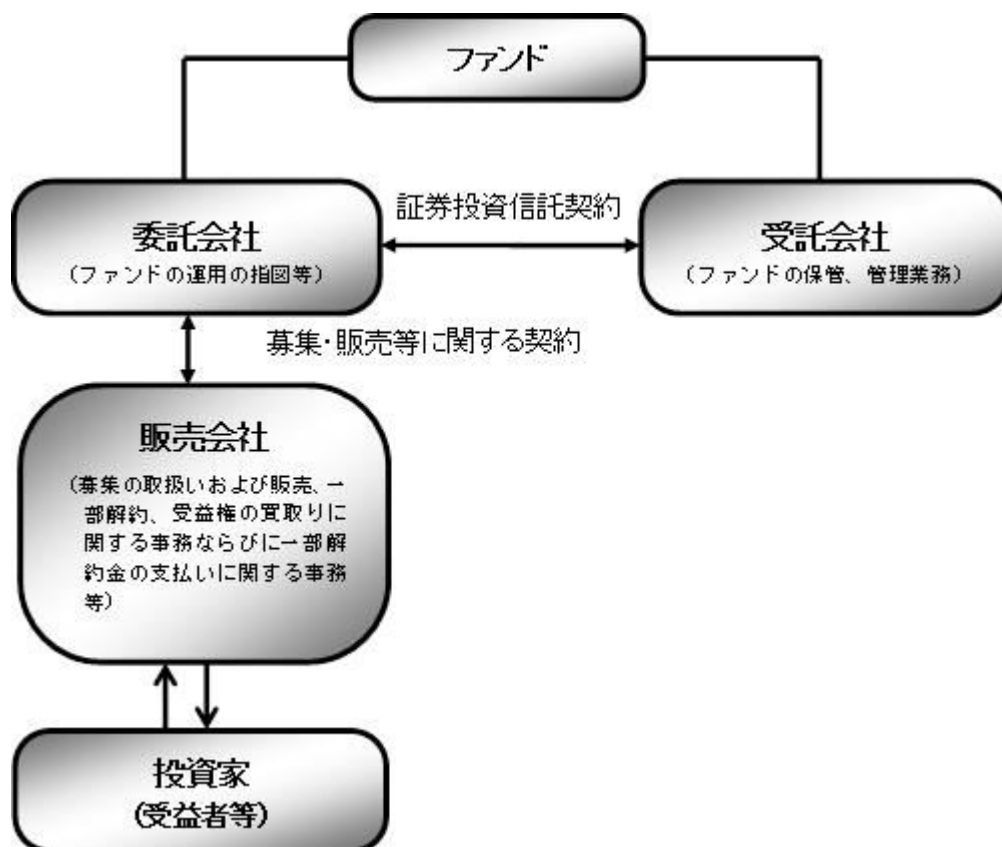 ファンド
証券投資信託契約
委託会社
(ファンドの運用の指図等)
受託会社
(ファンドの保管、管理業務)
募集・販売等に関する契約
販売会社
(募集の取扱いおよび販売、一
部解約、受益権の買取りに
関する事務ならびに一部解
約金の支払いに関する事務
等)
投資家
(受益者等)